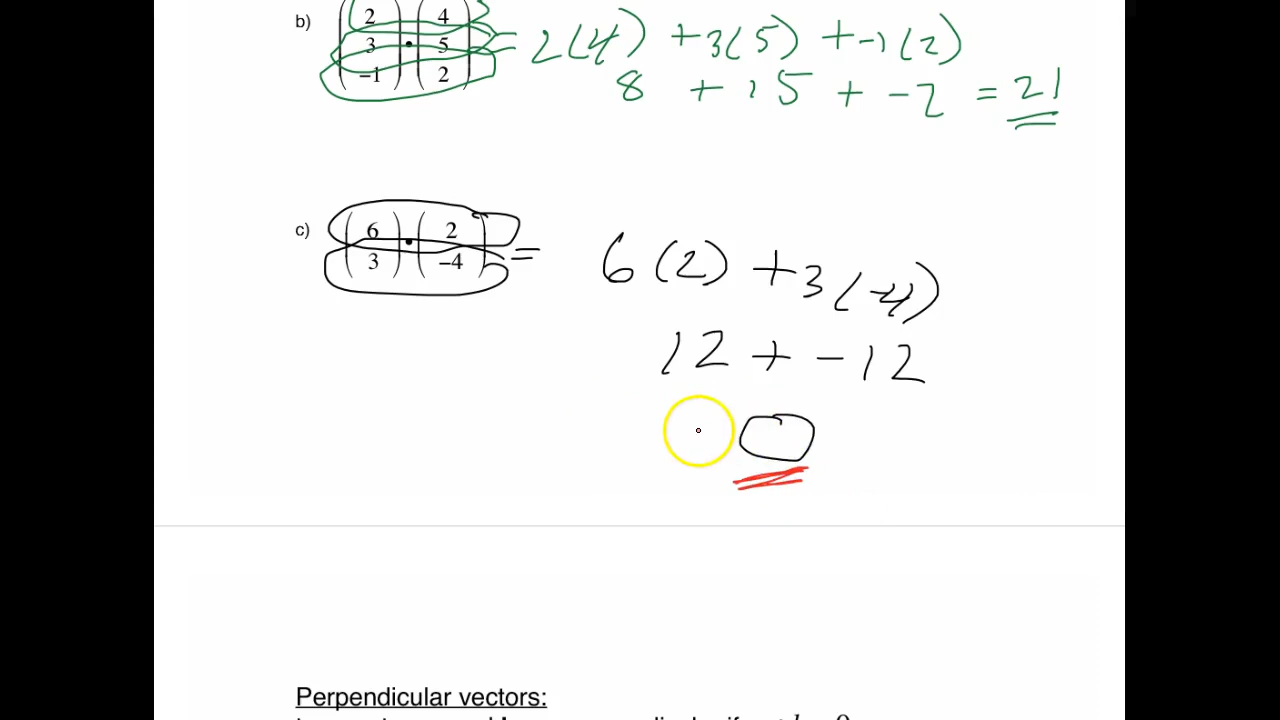 b) (2 3 −1) • (4 5 2) = 2(4) + 3(5) + -1(2)
8 + 15 + -2 = 21
c) (6 3) • (2 −4) = 6(2) + 3(-4)
12 + -12
0
Perpendicular vectors: